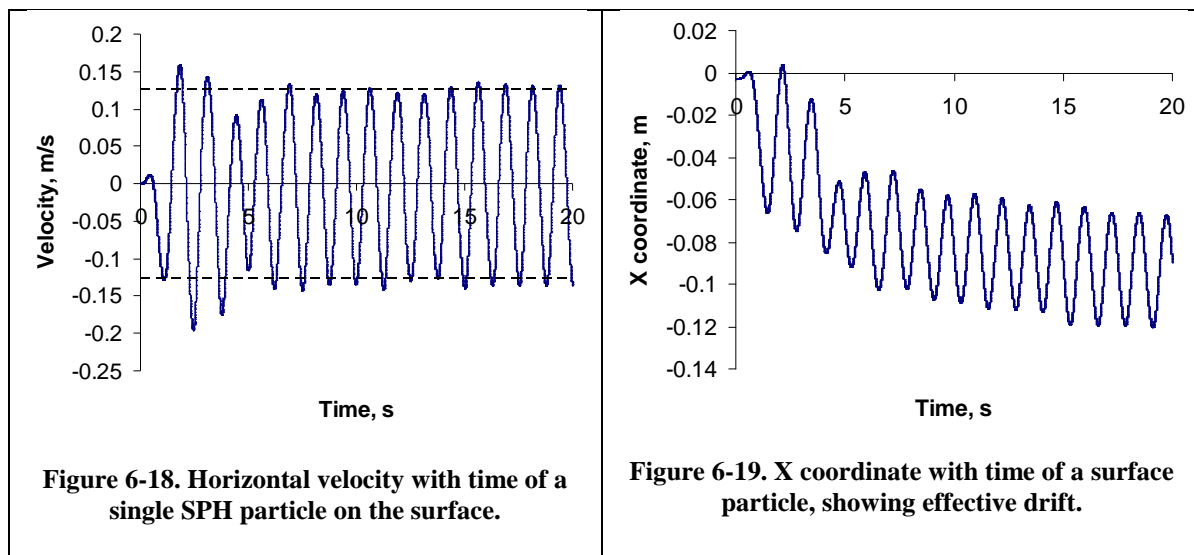 0.2
0.15
0.1
0.05
0
-0.05
-0.1
-0.15
-0.2
-0.25
0 5 10 15 20
Velocity, m/s
Time, s
Figure 6-18. Horizontal velocity with time of a
single SPH particle on the surface.
0.02
0
-0.02
-0.04
-0.06
-0.08
-0.1
-0.12
-0.14
0 5 10 15 20
X coordinate, m
Time, s
Figure 6-19. X coordinate with time of a surface
particle, showing effective drift.